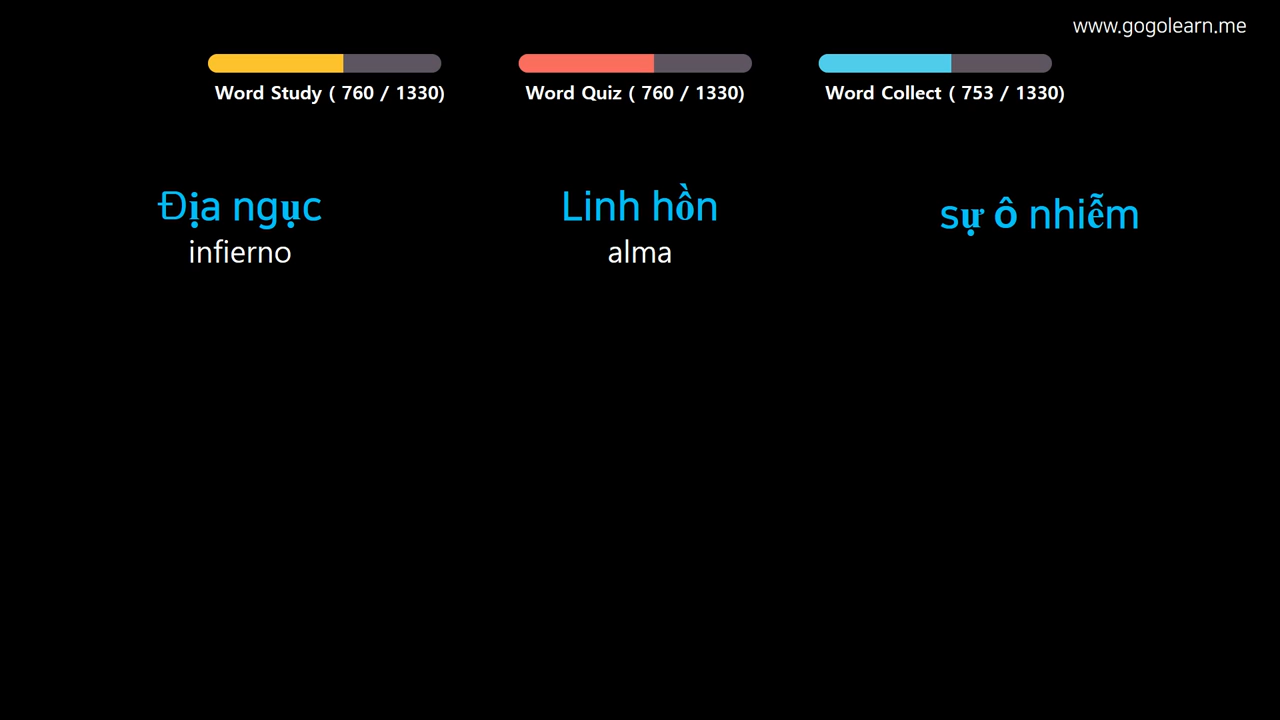 www.gogolearn.me
Word Study ( 760 / 1330)
Word Quiz ( 760 / 1330)
Word Collect ( 753 / 1330)
Địa ngục
infierno
Linh hồn
alma
sự ô nhiễm